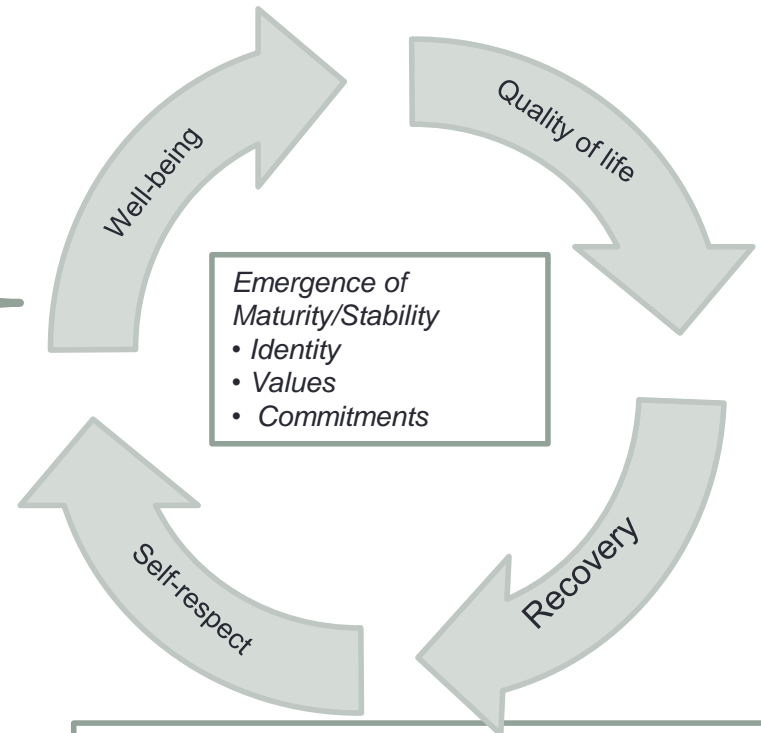 Well-being
Quality of life
Emergence of
Maturity/Stability
• Identity
• Values
• Commitments
Self-respect
Recovery